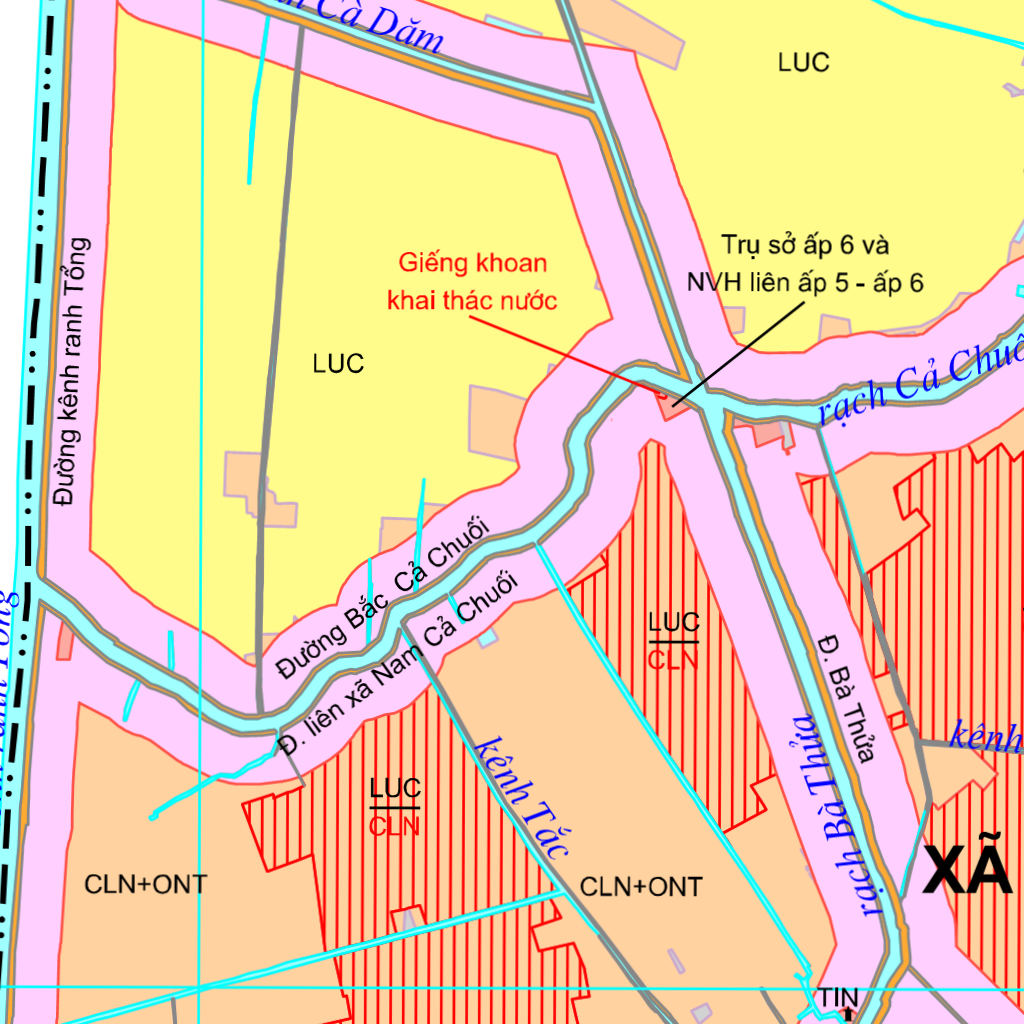 Cà Dăm
LUC
Trụ sở ấp 6 và
NVH liên ấp 5 - ấp 6
Giếng khoan
khai thác nước
Đường kênh ranh Tổng
LUC
rạch Cả Chuối
Đường Bắc Cả Chuối
Đ. liên xã Nam Cả Chuối
LUC
CLN
Đ. Bà Thửa
rạch Bà Thửa
kênh
kênh Tắc
LUC
CLN
XÃ
CLN+ONT
CLN+ONT
TIN